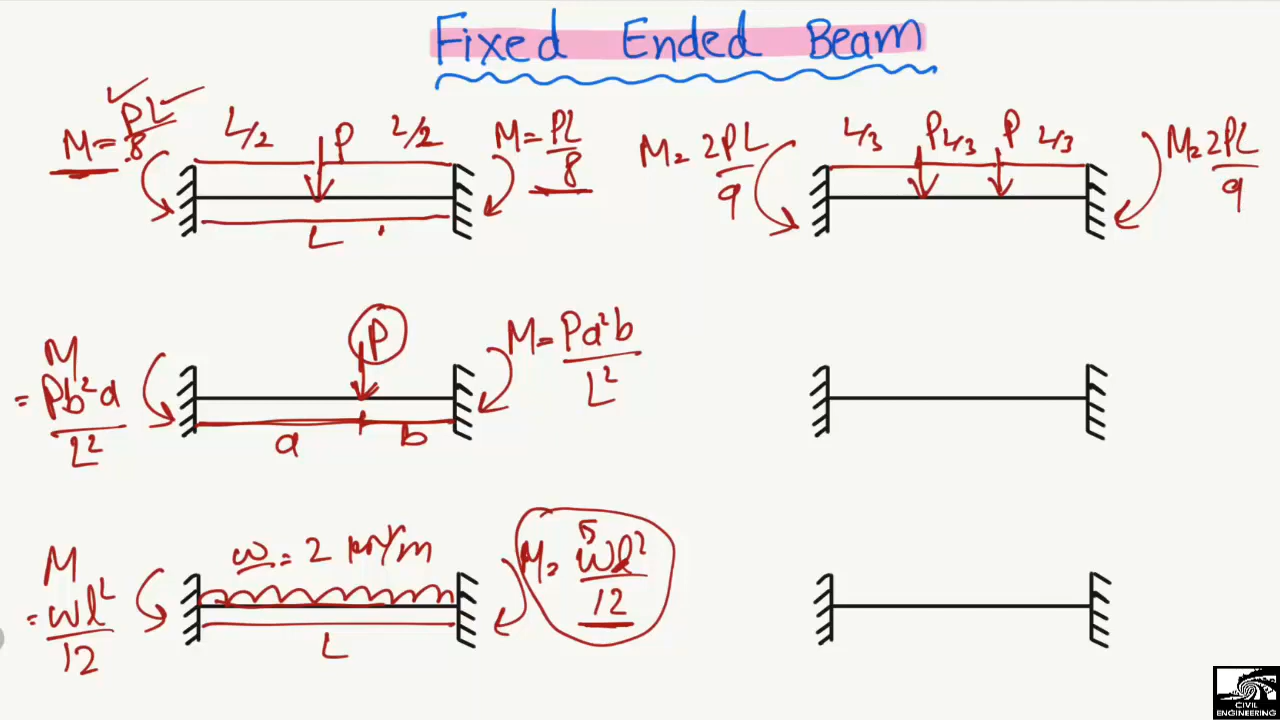 Fixed Ended Beam
M = PL/8
L/2 P L/2
M = PL/8
L
M = 2PL/9
L/3 P L/3 P L/3
M = 2PL/9
M = Pb²a/L²
P
a b
M = Pa²b/L²
M = wl²/12
w = 2 kN/m
L
M = wl²/12
CIVIL
ENGINEERING